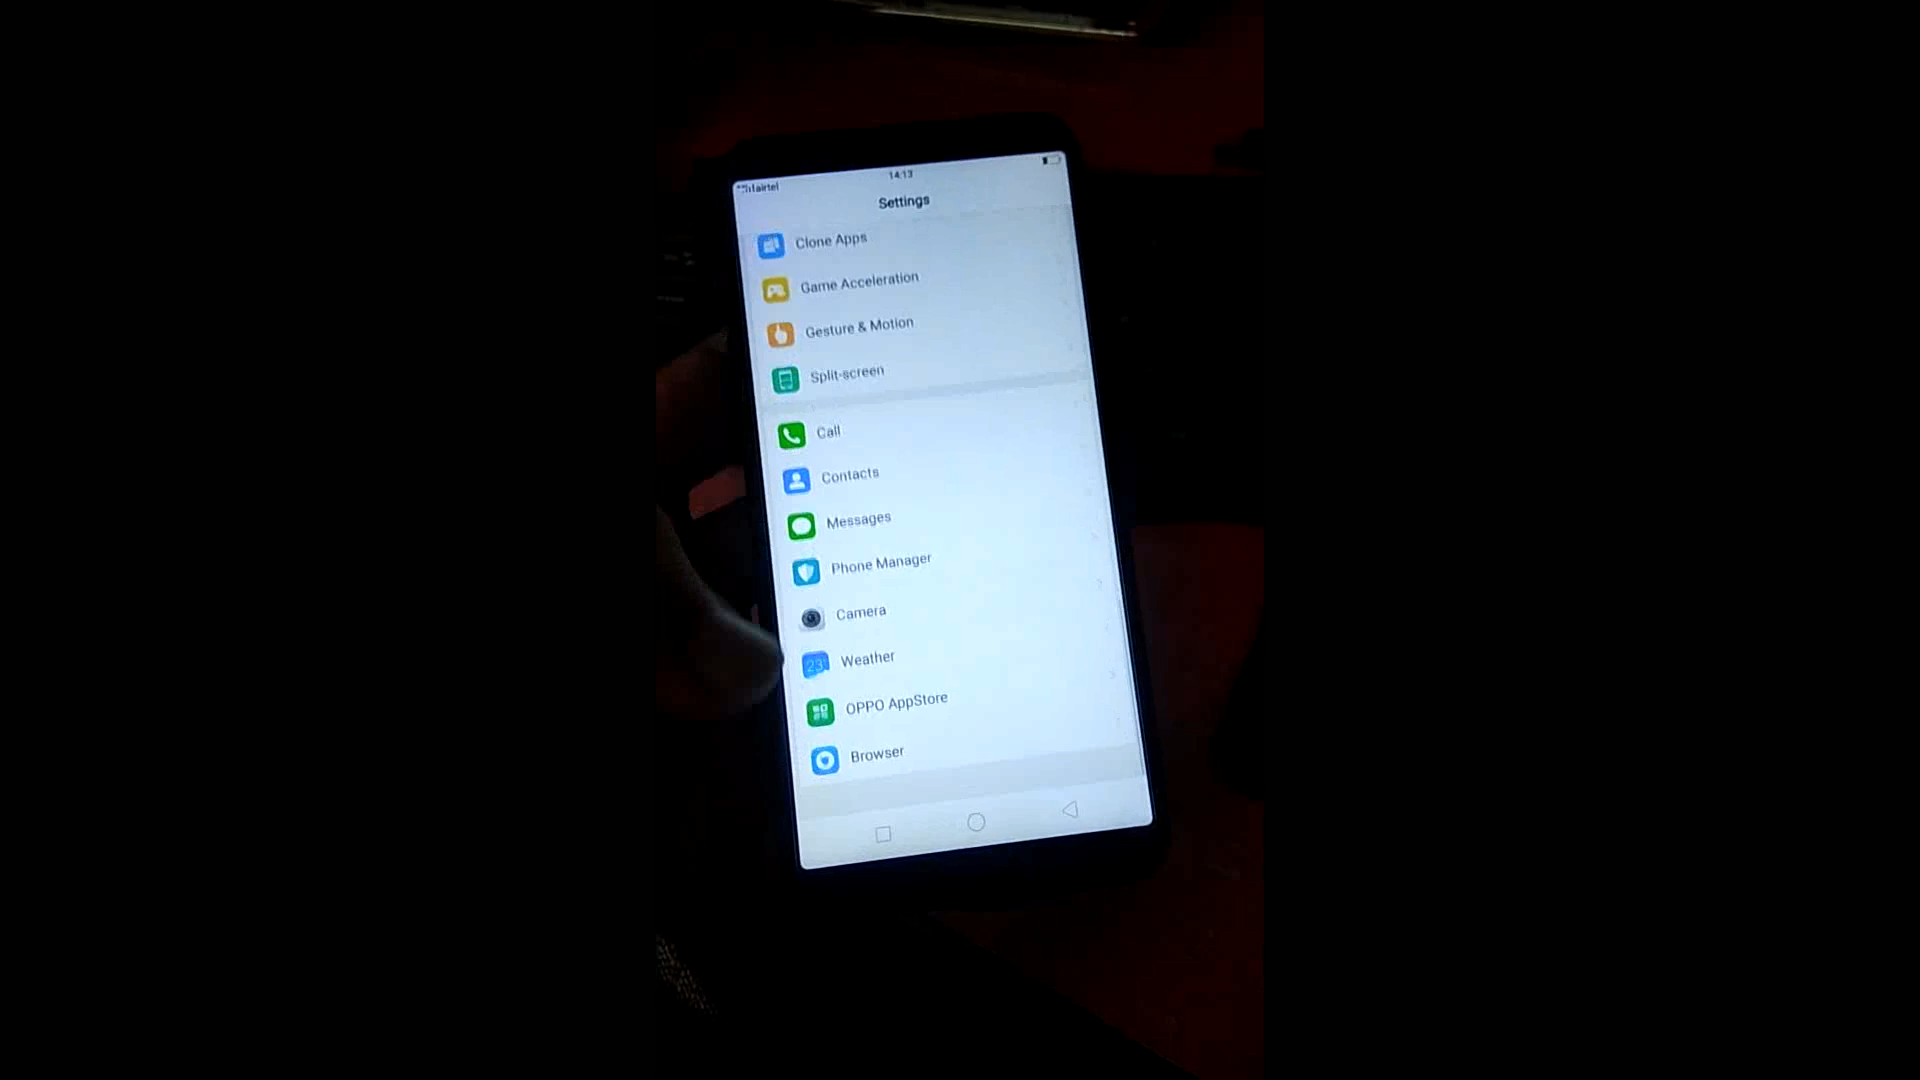 airtel
14:13
Settings
Clone Apps
Game Acceleration
Gesture & Motion
Split-screen
Call
Contacts
Messages
Phone Manager
Camera
23°
Weather
OPPO AppStore
Browser